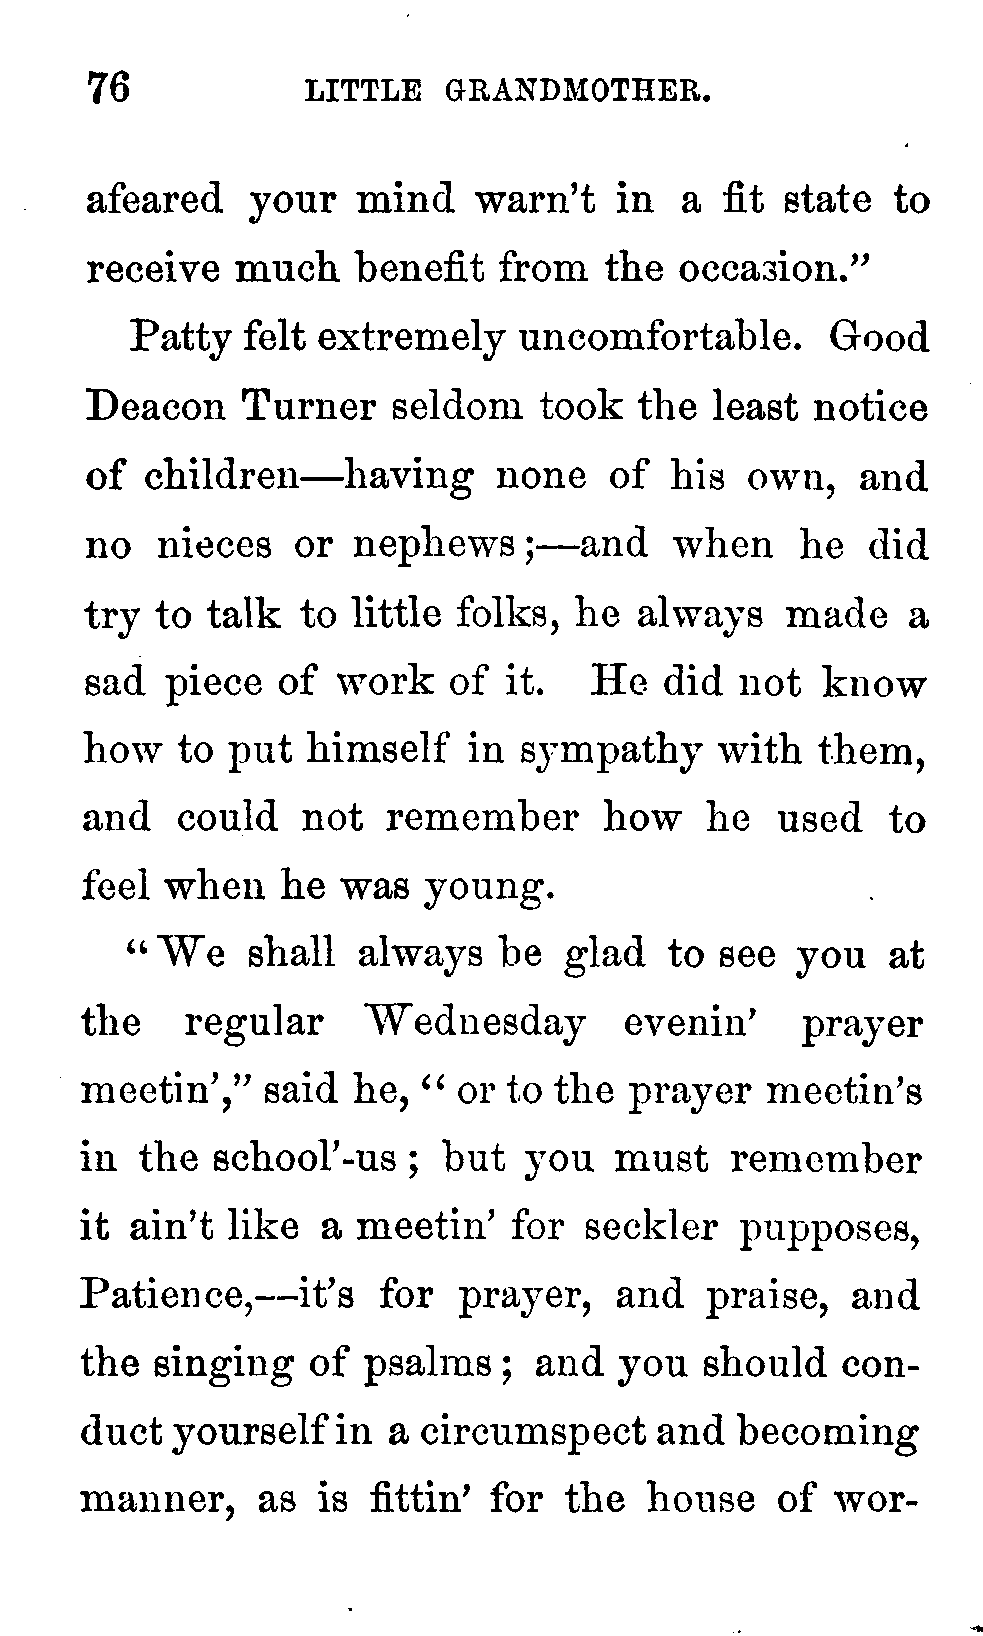 76 LITTLE GRANDMOTHER.
afeared your mind warn't in a fit state to
receive much benefit from the occasion."
Patty felt extremely uncomfortable. Good
Deacon Turner seldom took the least notice
of children—having none of his own, and
no nieces or nephews;—and when he did
try to talk to little folks, he always made a
sad piece of work of it. He did not know
how to put himself in sympathy with them,
and could not remember how he used to
feel when he was young.
"We shall always be glad to see you at
the regular Wednesday evenin' prayer
meetin'," said he, "or to the prayer meetin's
in the school'-us; but you must remember
it ain't like a meetin' for seckler pupposes,
Patience,—it's for prayer, and praise, and
the singing of psalms; and you should con-
duct yourself in a circumspect and becoming
manner, as is fittin' for the house of wor-